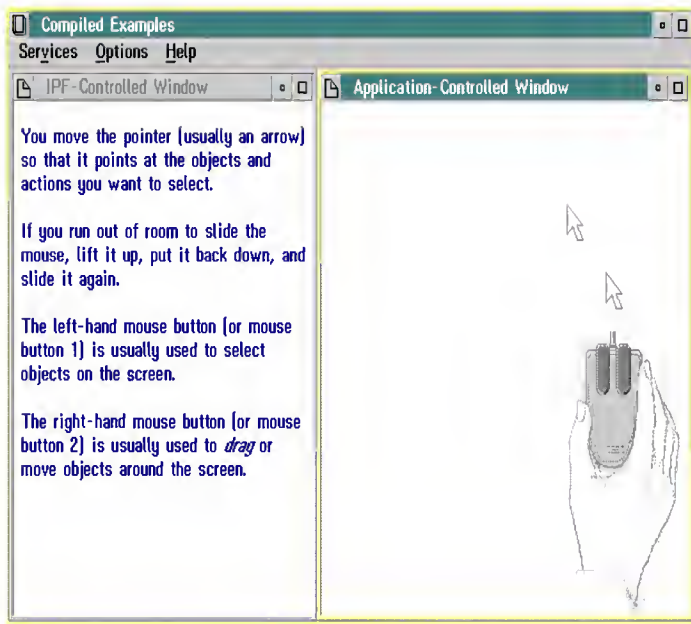 Compiled Examples
Services Options Help
IPF-Controlled Window
You move the pointer (usually an arrow)
so that it points at the objects and
actions you want to select.
If you run out of room to slide the
mouse, lift it up, put it back down, and
slide it again.
The left-hand mouse button (or mouse
button 1) is usually used to select
objects on the screen.
The right-hand mouse button (or mouse
button 2) is usually used to drag or
move objects around the screen.
Application-Controlled Window